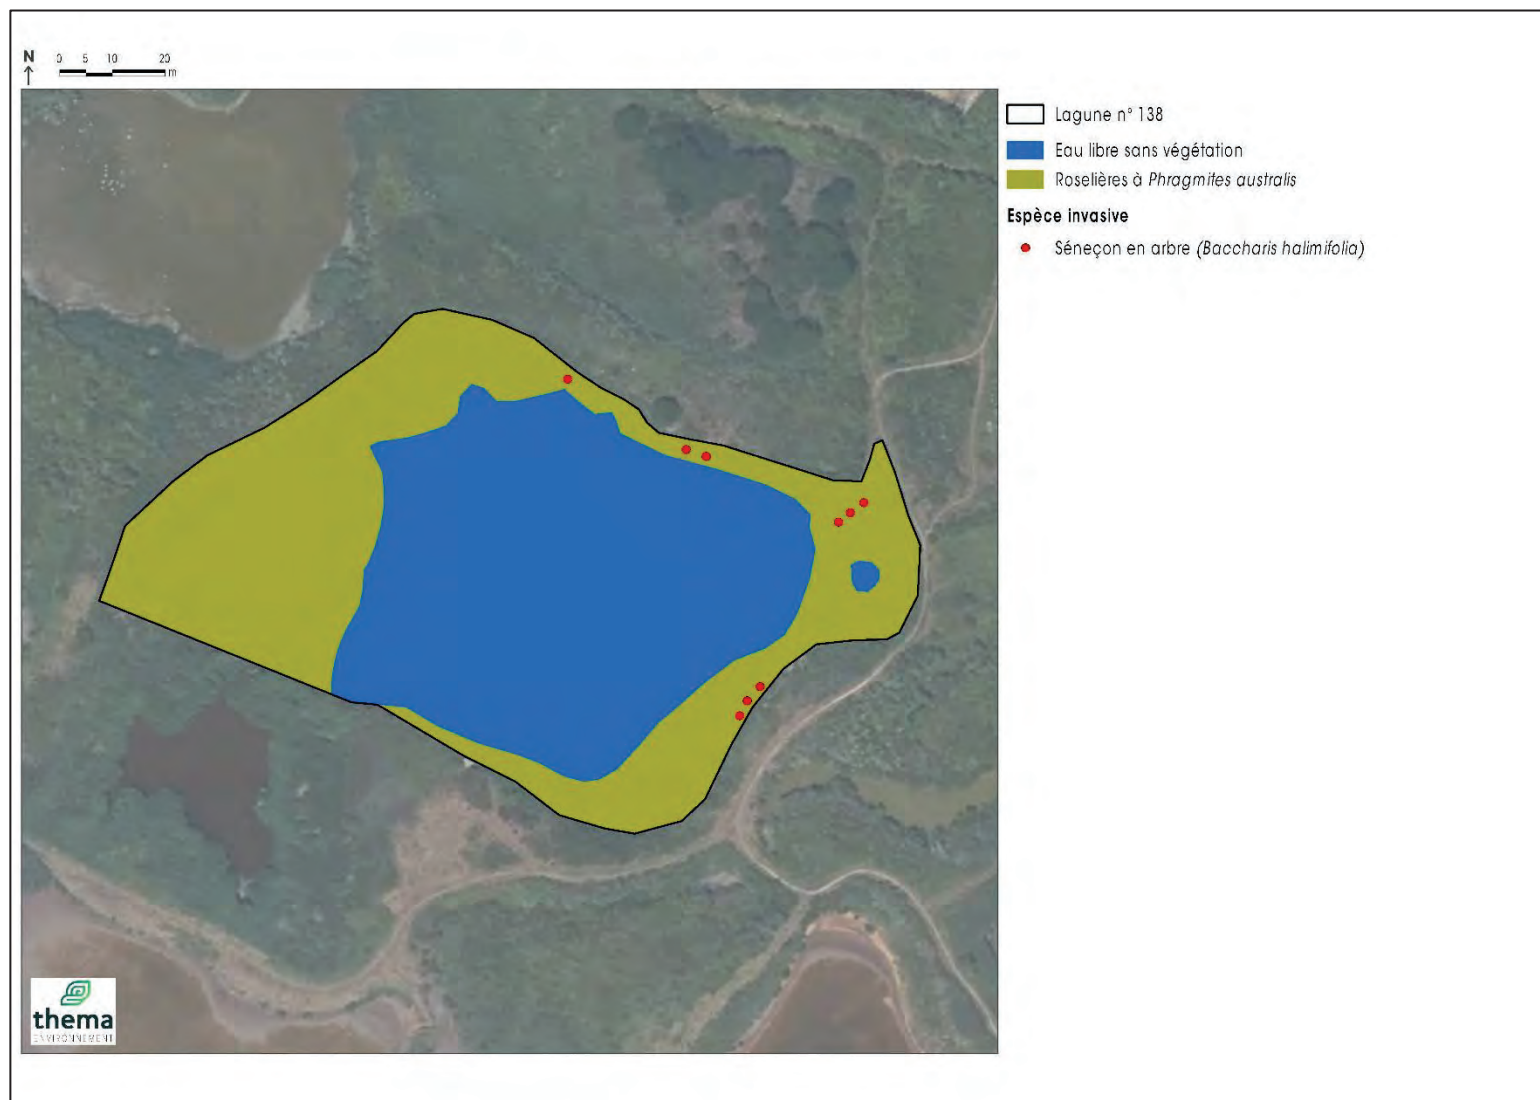 N
0 5 10 20
m
Lagune n° 138
Eau libre sans végétation
Roselières à Phragmites australis
Espèce invasive
Séneçon en arbre (Baccharis halimifolia)
thema
ENVIRONNEMENT